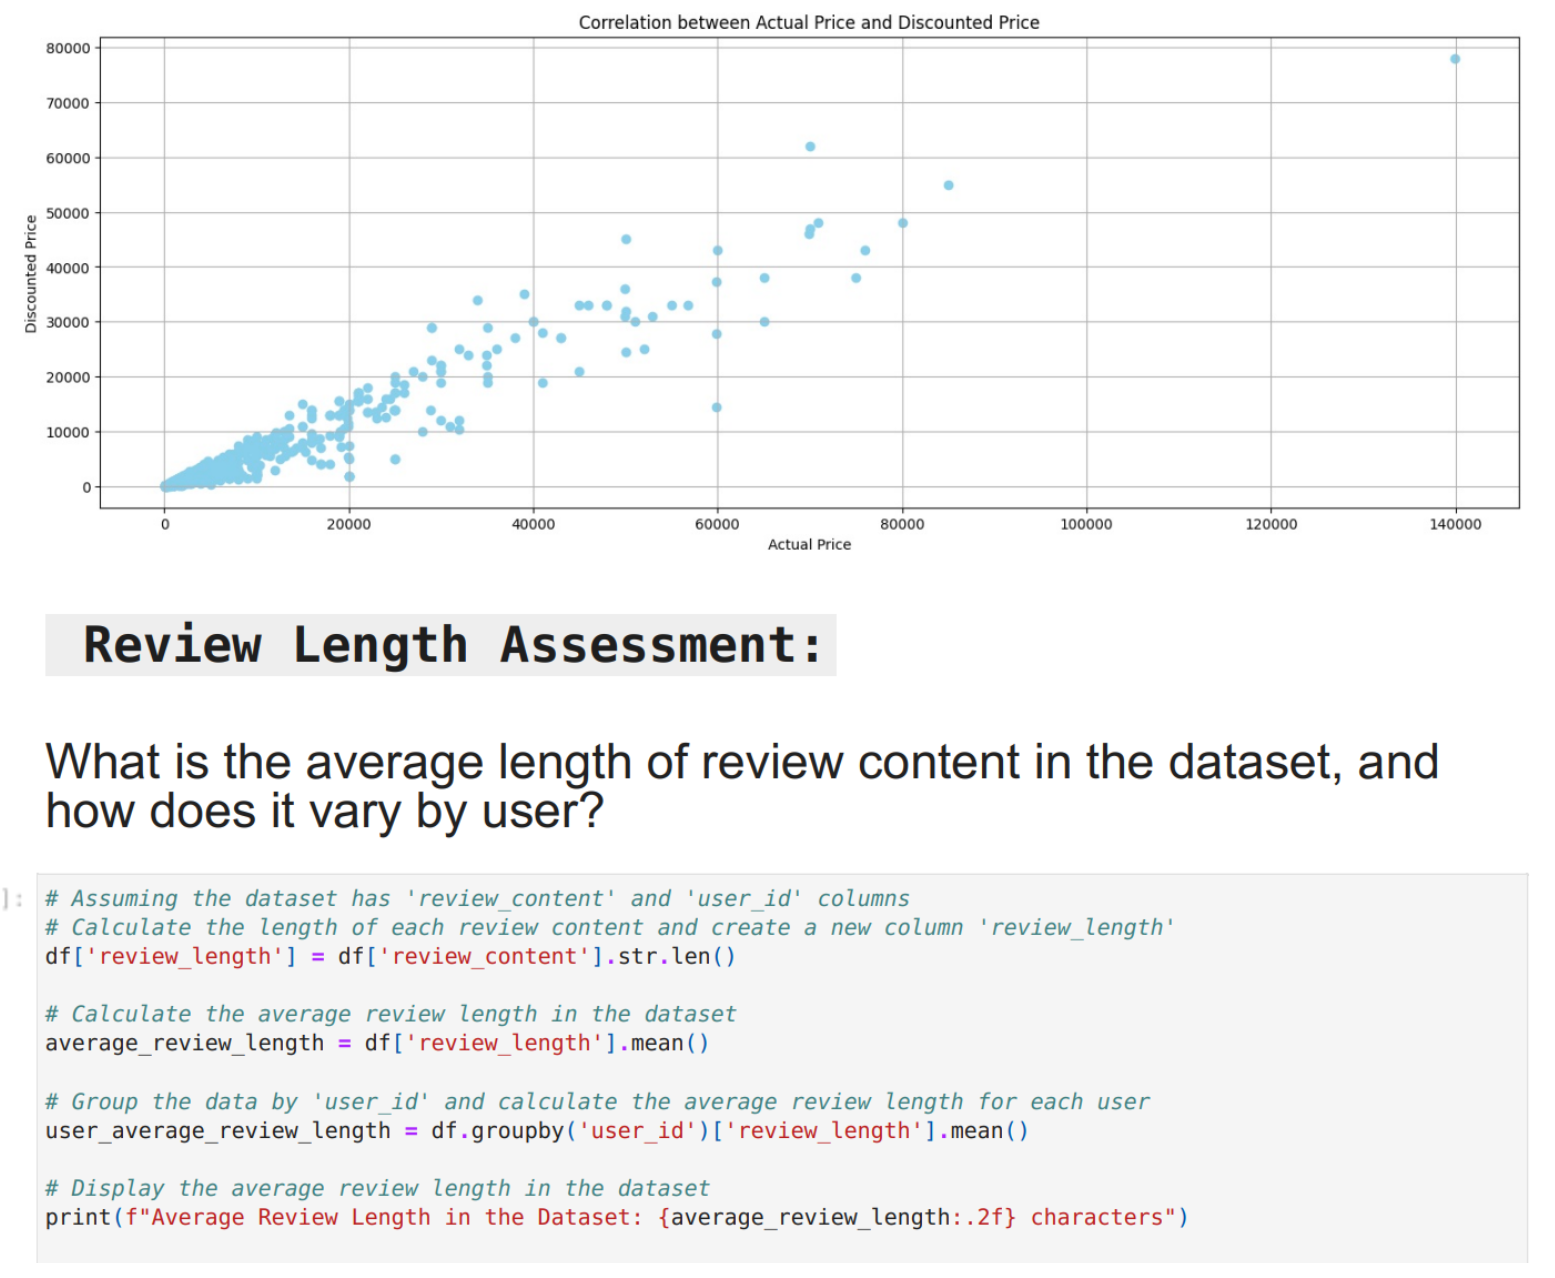 Correlation between Actual Price and Discounted Price
80000
70000
60000
50000
40000
30000
20000
10000
0
Discounted Price
0 20000 40000 60000 80000 100000 120000 140000
Actual Price
Review Length Assessment:
What is the average length of review content in the dataset, and
how does it vary by user?
]:
# Assuming the dataset has 'review_content' and 'user_id' columns
# Calculate the length of each review content and create a new column 'review_length'
df['review_length'] = df['review_content'].str.len()
# Calculate the average review length in the dataset
average_review_length = df['review_length'].mean()
# Group the data by 'user_id' and calculate the average review length for each user
user_average_review_length = df.groupby('user_id')['review_length'].mean()
# Display the average review length in the dataset
print(f"Average Review Length in the Dataset: {average_review_length:.2f} characters")